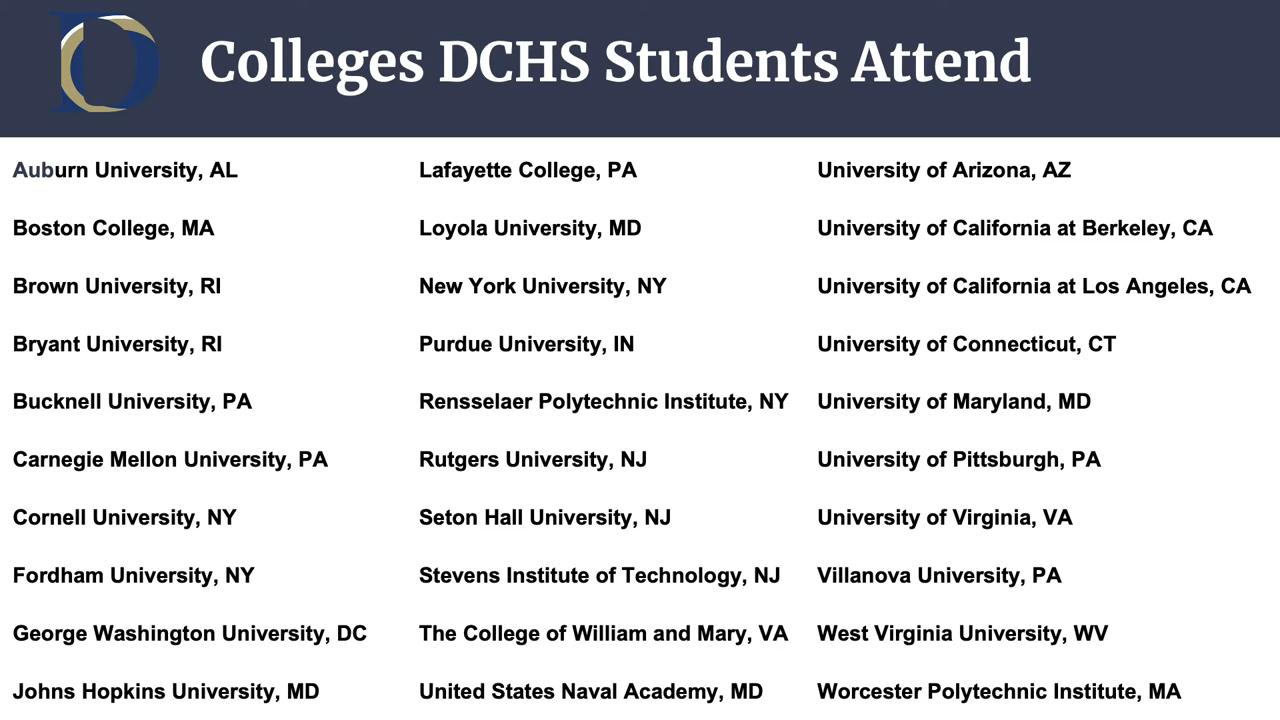 Colleges DCHS Students Attend
Auburn University, AL
Boston College, MA
Brown University, RI
Bryant University, RI
Bucknell University, PA
Carnegie Mellon University, PA
Cornell University, NY
Fordham University, NY
George Washington University, DC
Johns Hopkins University, MD
Lafayette College, PA
Loyola University, MD
New York University, NY
Purdue University, IN
Rensselaer Polytechnic Institute, NY
Rutgers University, NJ
Seton Hall University, NJ
Stevens Institute of Technology, NJ
The College of William and Mary, VA
United States Naval Academy, MD
University of Arizona, AZ
University of California at Berkeley, CA
University of California at Los Angeles, CA
University of Connecticut, CT
University of Maryland, MD
University of Pittsburgh, PA
University of Virginia, VA
Villanova University, PA
West Virginia University, WV
Worcester Polytechnic Institute, MA